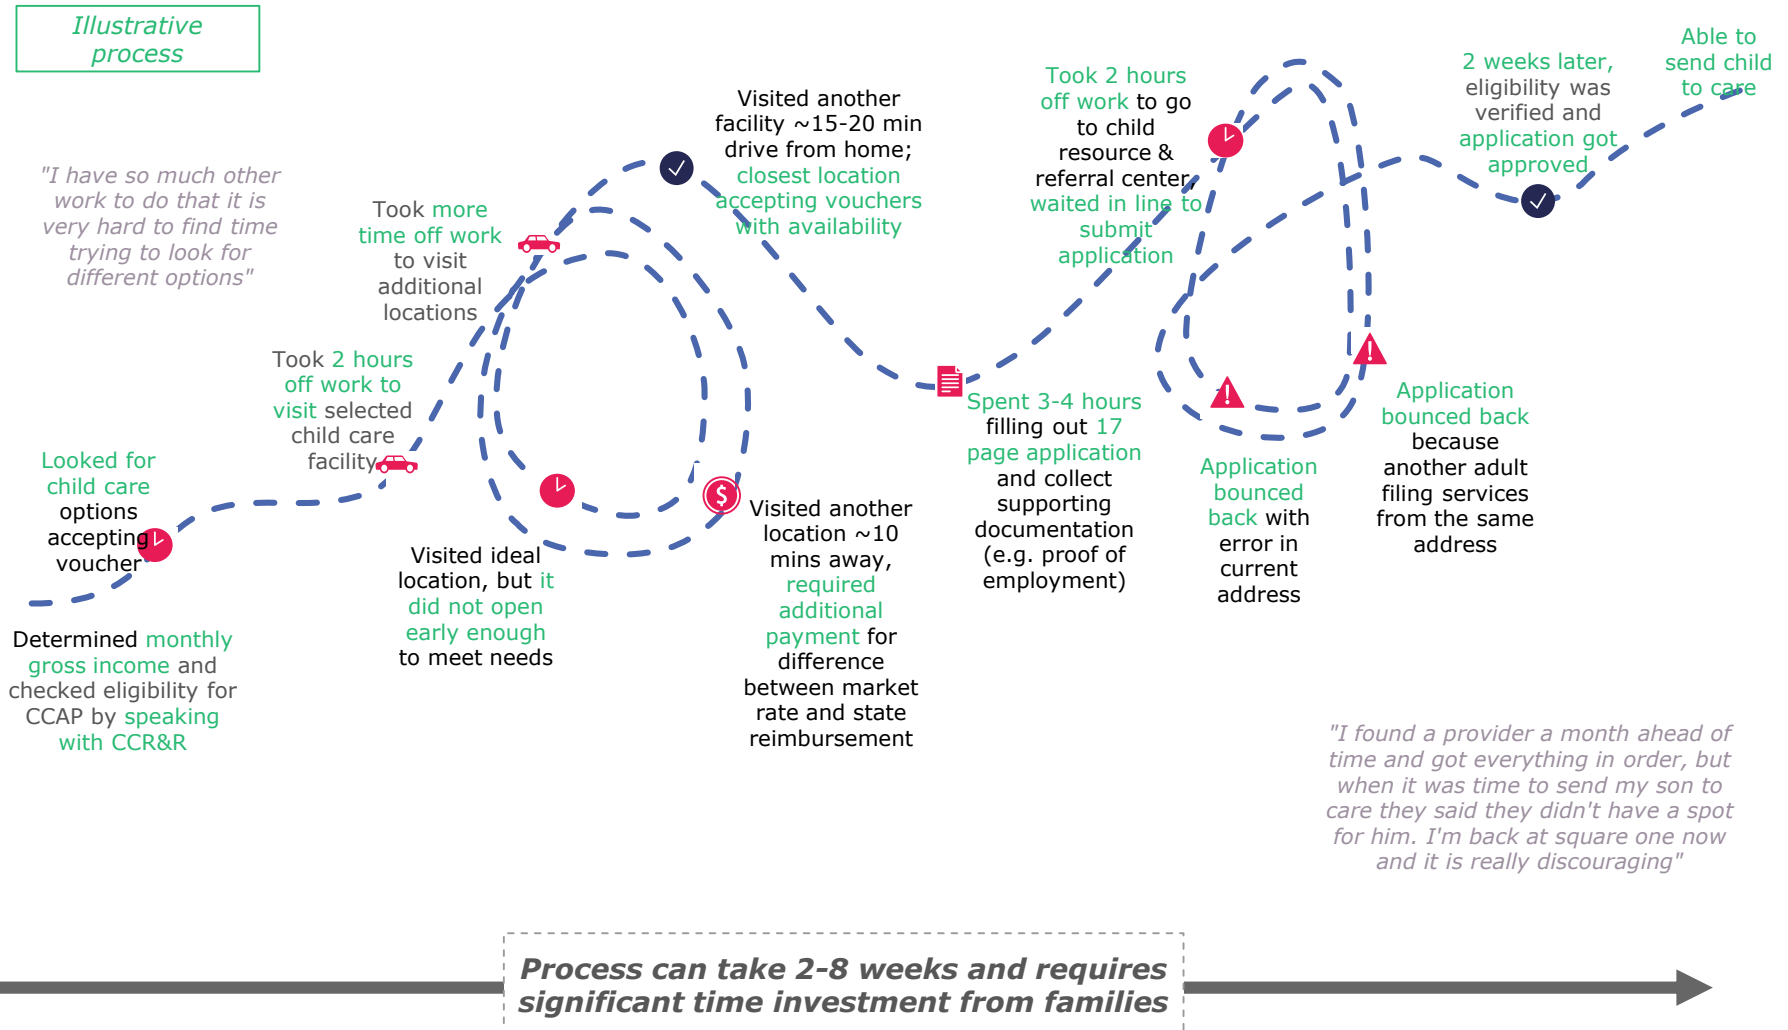 Illustrative
process
"I have so much other
work to do that it is
very hard to find time
trying to look for
different options"
Determined monthly
gross income and
checked eligibility for
CCAP by speaking
with CCR&R
Looked for
child care
options
accepting
voucher
Took 2 hours
off work to
visit selected
child care
facility
Took more
time off work
to visit
additional
locations
Visited ideal
location, but it
did not open
early enough
to meet needs
$
Visited another
location ~10
mins away,
required
additional
payment for
difference
between market
rate and state
reimbursement
Visited another
facility ~15-20 min
drive from home;
closest location
accepting vouchers
with availability
Spent 3-4 hours
filling out 17
page application
and collect
supporting
documentation
(e.g. proof of
employment)
Took 2 hours
off work to go
to child
resource &
referral center,
waited in line to
submit
application
Application
bounced
back with
error in
current
address
Application
bounced back
because
another adult
filing services
from the same
address
2 weeks later,
eligibility was
verified and
application got
approved
Able to
send child
to care
"I found a provider a month ahead of
time and got everything in order, but
when it was time to send my son to
care they said they didn't have a spot
for him. I'm back at square one now
and it is really discouraging"
Process can take 2-8 weeks and requires
significant time investment from families